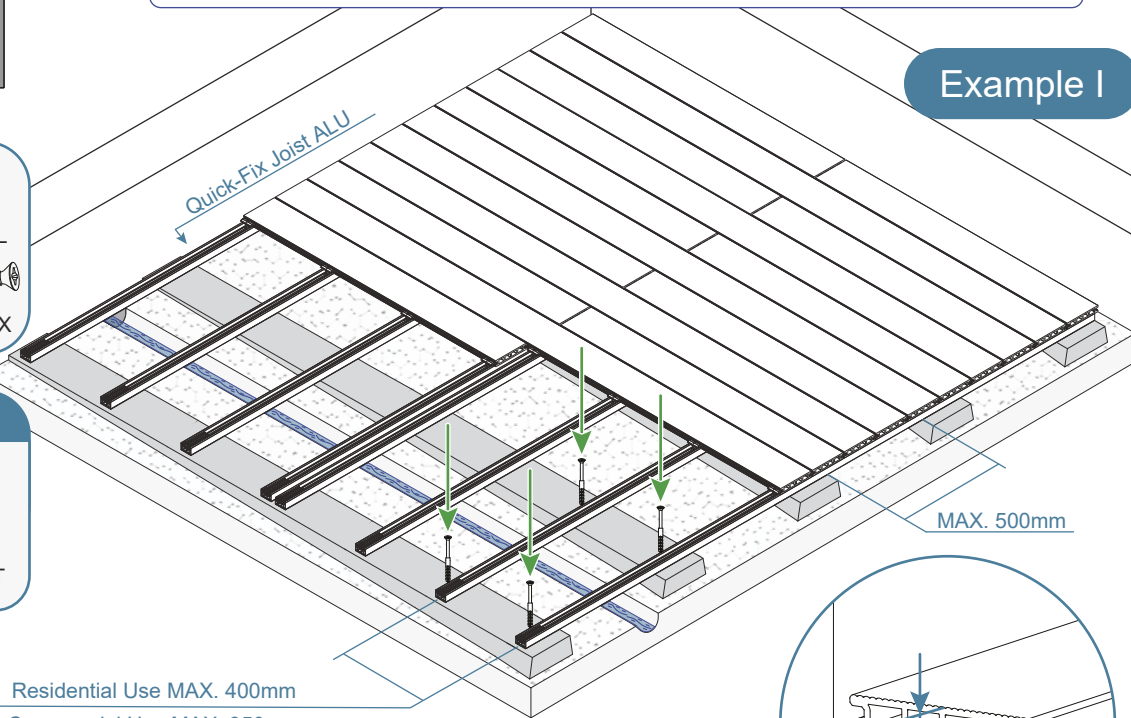 Example I
Quick-Fix Joist ALU
X
MAX. 500mm
Residential Use MAX. 400mm